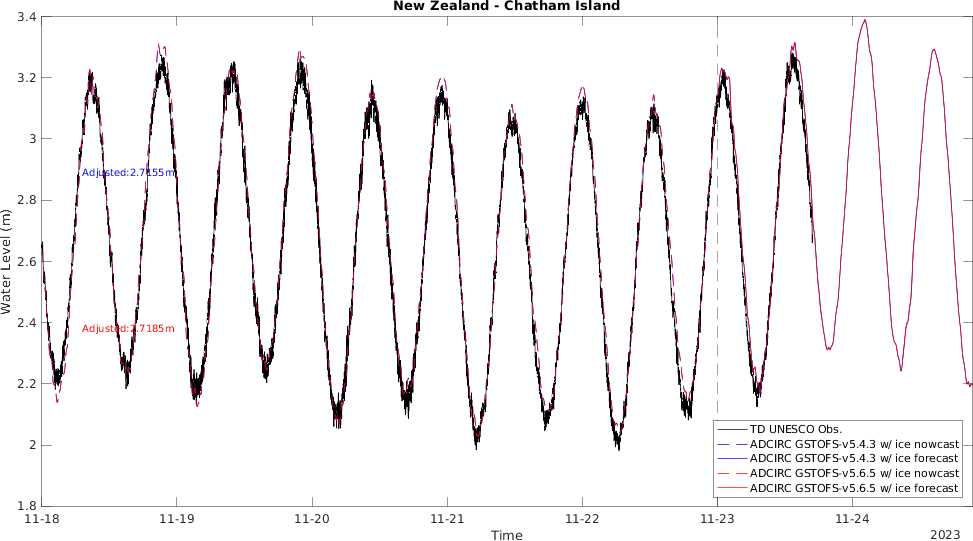 New Zealand - Chatham Island
3.4
3.2
3
2.8
2.6
2.4
2.2
2
1.8
Water Level (m)
Adjusted:2.7155m
Adjusted:2.7185m
TD UNESCO Obs.
ADCIRC GSTOFS-v5.4.3 w/ ice nowcast
ADCIRC GSTOFS-v5.4.3 w/ ice forecast
ADCIRC GSTOFS-v5.6.5 w/ ice nowcast
ADCIRC GSTOFS-v5.6.5 w/ ice forecast
11-18 11-19 11-20 11-21 11-22 11-23 11-24
Time
2023